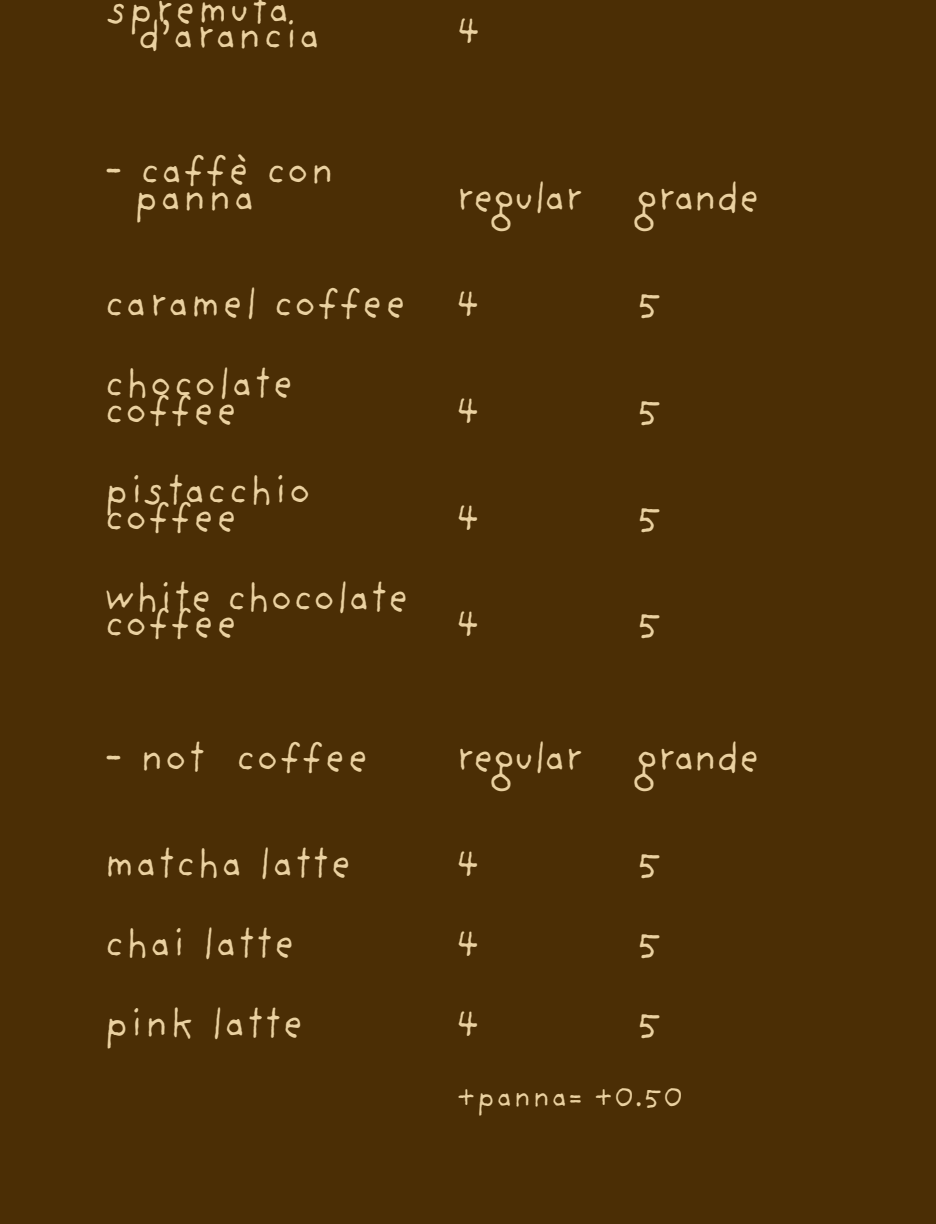 spremuta
d'arancia 4
- caffè con
panna regular grande
caramel coffee 4 5
chocolate
coffee 4 5
pistacchio
coffee 4 5
white chocolate
coffee 4 5
- not coffee regular grande
matcha latte 4 5
chai latte 4 5
pink latte 4 5
+panna= +0.50